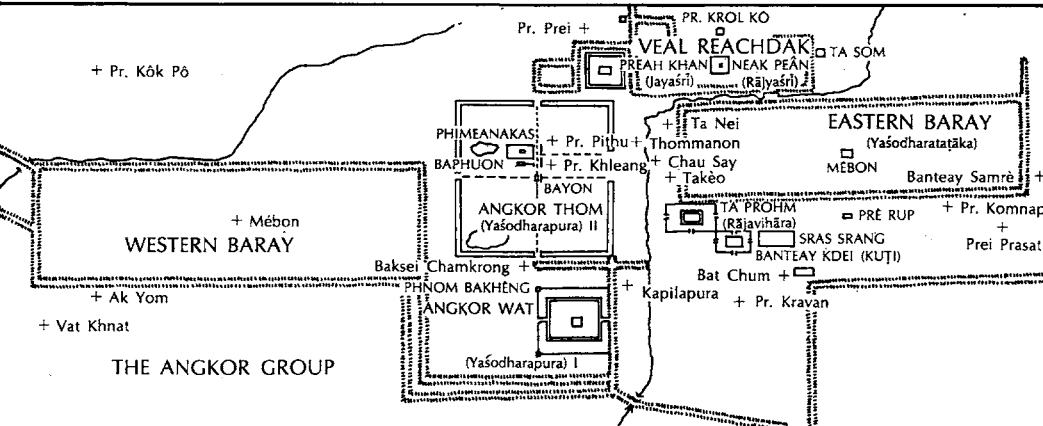 Pr. Prei +
PR. KROL KÔ
VEAL REACHDAK
TA SOM
+ Pr. Kôk Pô
PREAH KHAN
(Jayaśrī)
NEAK PEÂN
(Rājyaśrī)
PHIMEANAKAS
+ Pr. Pithu
BAPHUON
+ Pr. Khleang
BAYON
+ Ta Nei
+ Thommanon
+ Chau Say
+ Takèo
EASTERN BARAY
(Yaśodharataṭāka)
MÉBON
Banteay Samrè +
ANGKOR THOM
(Yaśodharapura) II
TA PROHM
(Rājavihāra)
PRÈ RUP
+ Pr. Komnap
+
Prei Prasat
SRAS SRANG
BANTEAY KDEI (KUṬI)
+ Mébon
WESTERN BARAY
Baksei Chamkrong +
Bat Chum +
PHNOM BAKHÈNG
ANGKOR WAT
+ Kapilapura
+ Pr. Kravan
+ Ak Yom
+ Vat Khnat
THE ANGKOR GROUP
(Yaśodharapura) I